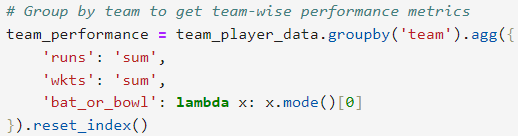 # Group by team to get team-wise performance metrics
team_performance = team_player_data.groupby('team').agg({
    'runs': 'sum',
    'wkts': 'sum',
    'bat_or_bowl': lambda x: x.mode()[0]
}).reset_index()